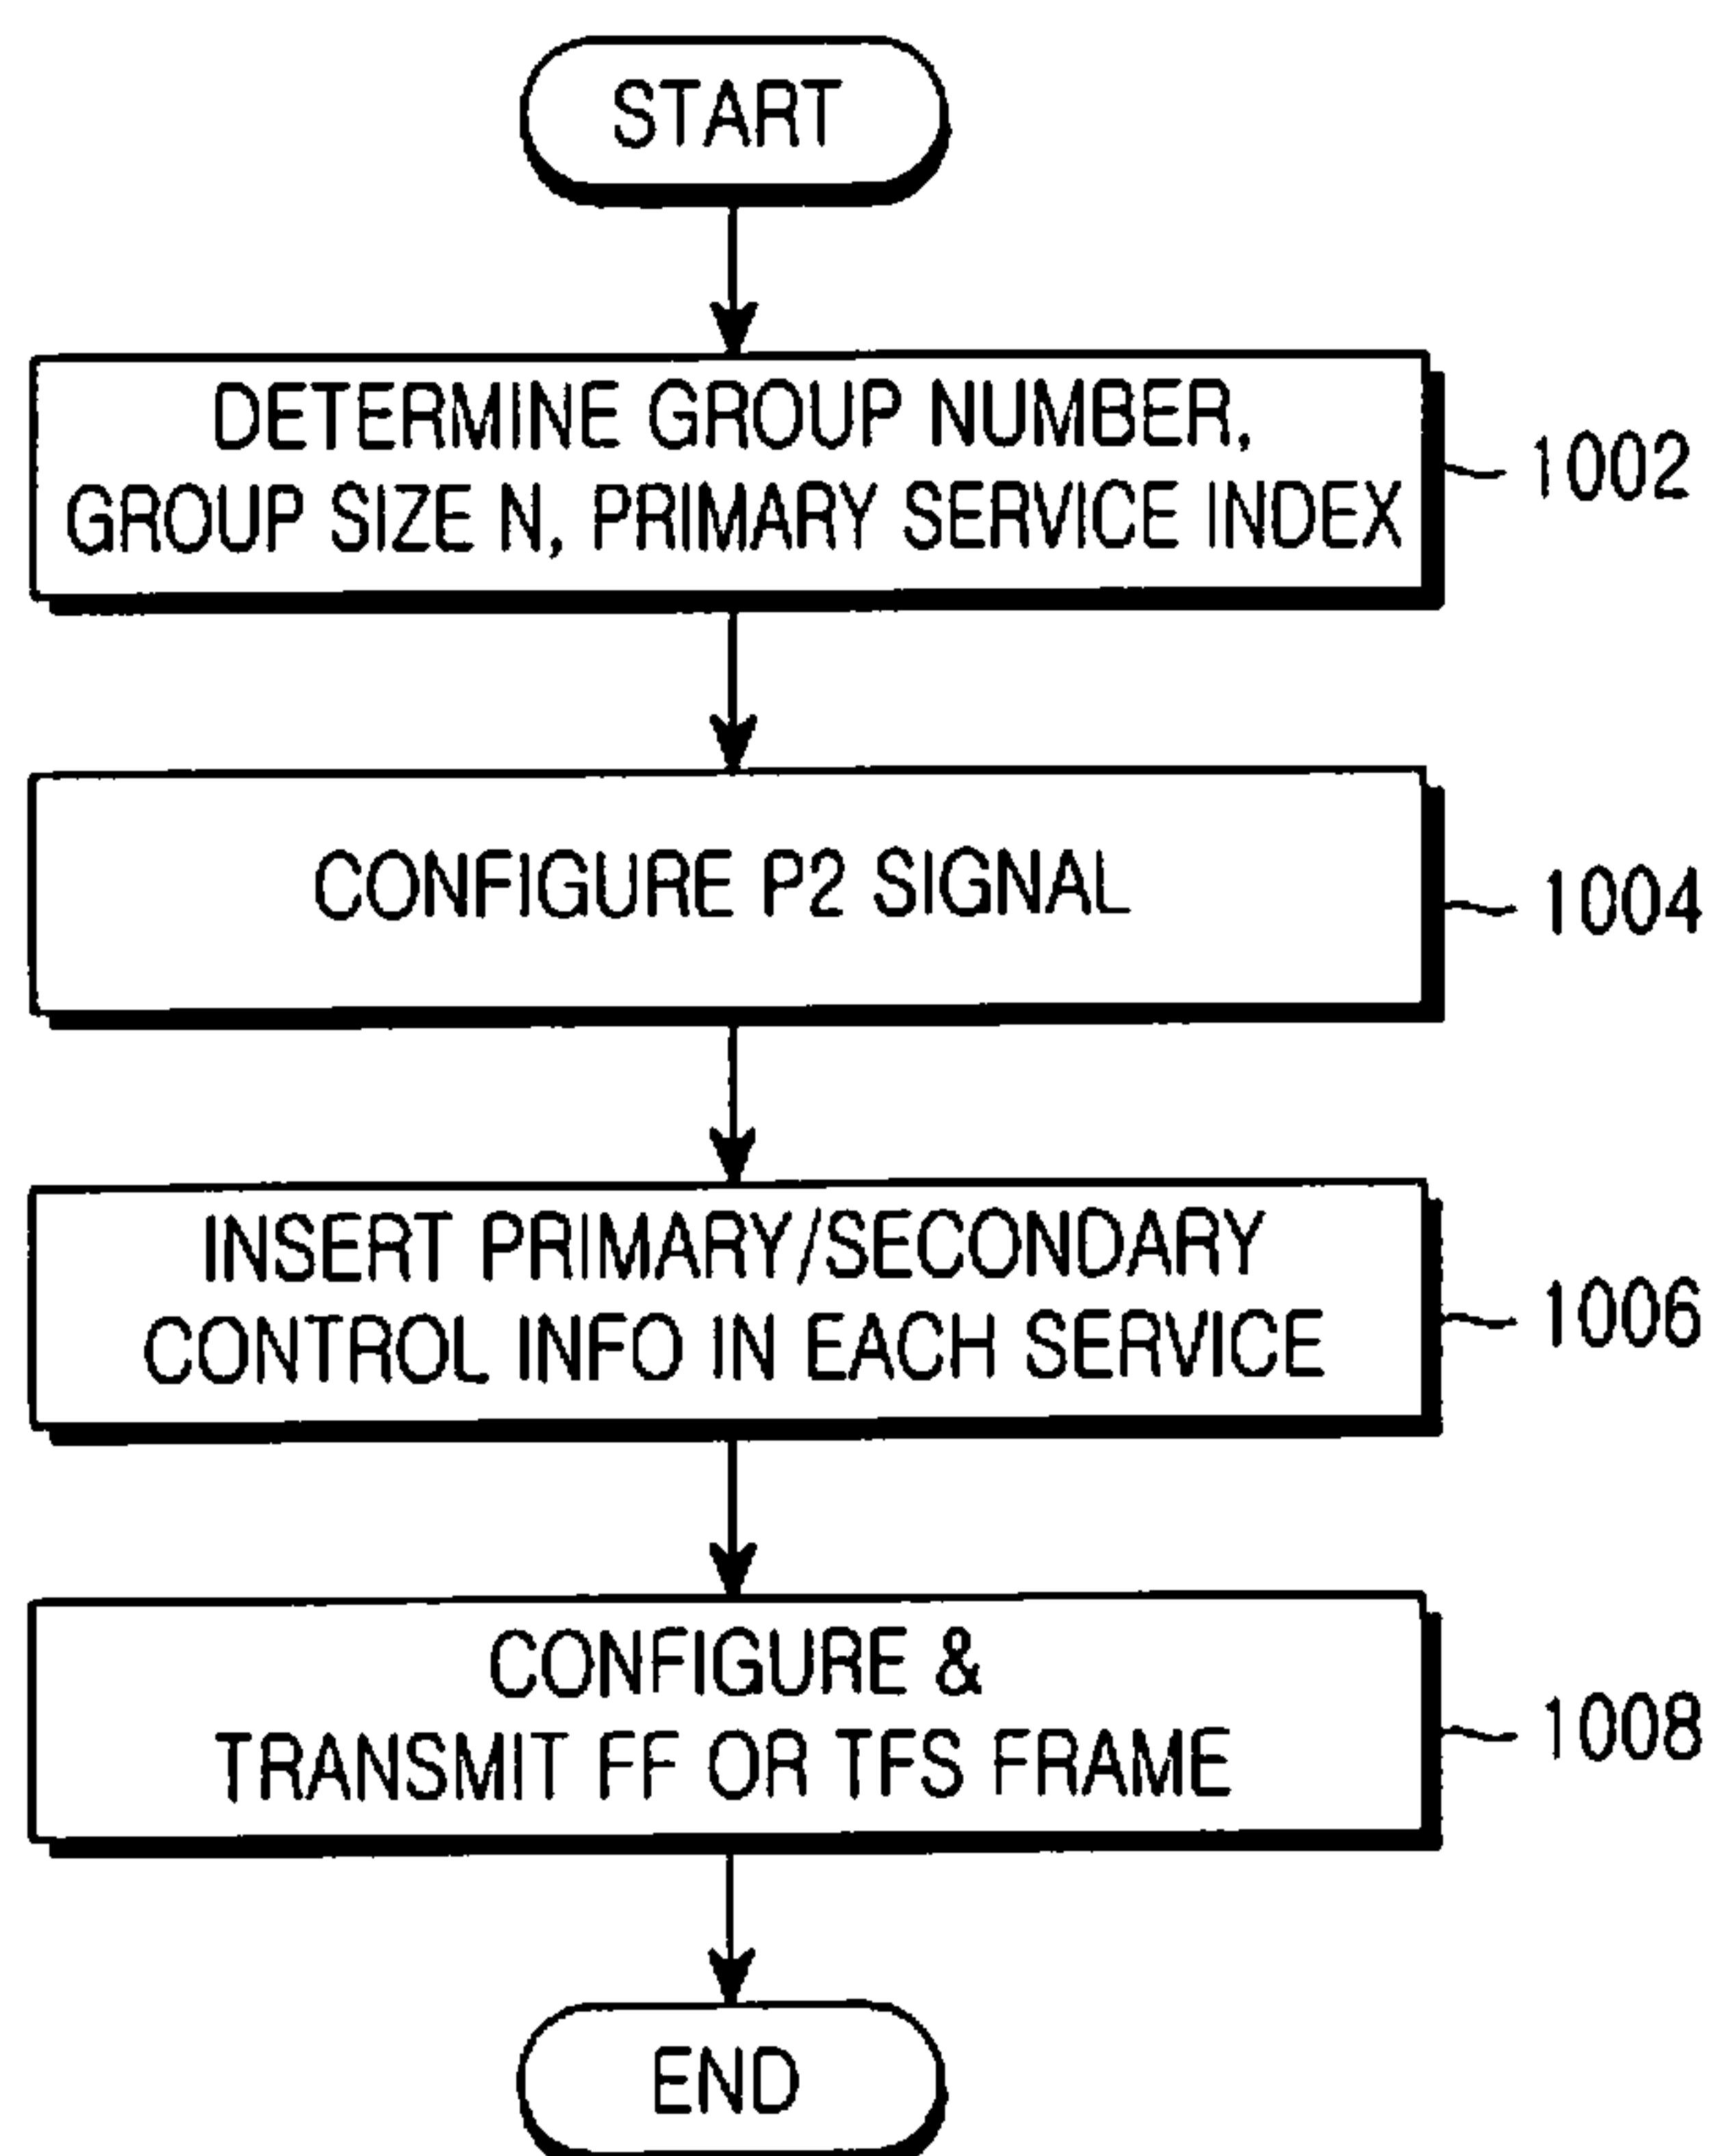 START
DETERMINE GROUP NUMBER,
GROUP SIZE N, PRIMARY SERVICE INDEX
1002
CONFIGURE P2 SIGNAL
1004
INSERT PRIMARY/SECONDARY
CONTROL INFO IN EACH SERVICE
1006
CONFIGURE &
TRANSMIT FF OR TFS FRAME
1008
END